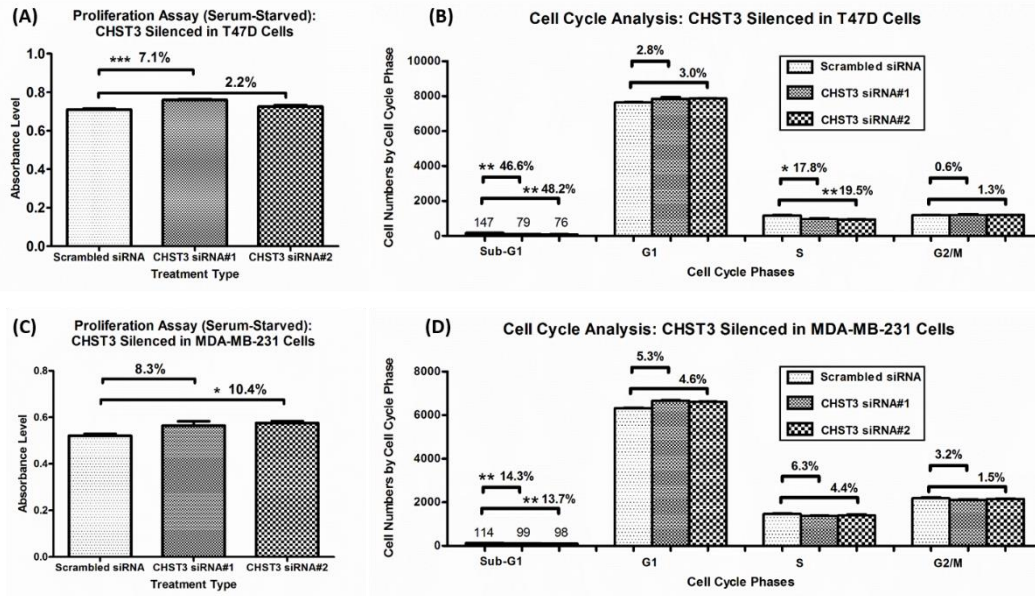 (A)
Proliferation Assay (Serum-Starved):
CHST3 Silenced in T47D Cells
Absorbance Level
1.0
0.8
0.6
0.4
0.2
0.0
*** 7.1%
2.2%
Scrambled siRNA CHST3 siRNA#1 CHST3 siRNA#2
Treatment Type
(B)
Cell Cycle Analysis: CHST3 Silenced in T47D Cells
Cell Numbers by Cell Cycle Phase
10000
8000
6000
4000
2000
0
2.8%
3.0%
** 46.6%
** 48.2%
147 79 76
* 17.8%
** 19.5%
0.6%
1.3%
Scrambled siRNA
CHST3 siRNA#1
CHST3 siRNA#2
Sub-G1 G1 S G2/M
Cell Cycle Phases
(C)
Proliferation Assay (Serum-Starved):
CHST3 Silenced in MDA-MB-231 Cells
Absorbance Level
0.8
0.6
0.4
0.2
0.0
8.3%
* 10.4%
Scrambled siRNA CHST3 siRNA#1 CHST3 siRNA#2
Treatment Type
(D)
Cell Cycle Analysis: CHST3 Silenced in MDA-MB-231 Cells
Cell Numbers by Cell Cycle Phase
8000
6000
4000
2000
0
5.3%
4.6%
** 14.3%
** 13.7%
114 99 98
6.3%
4.4%
3.2%
1.5%
Scrambled siRNA
CHST3 siRNA#1
CHST3 siRNA#2
Sub-G1 G1 S G2/M
Cell Cycle Phases